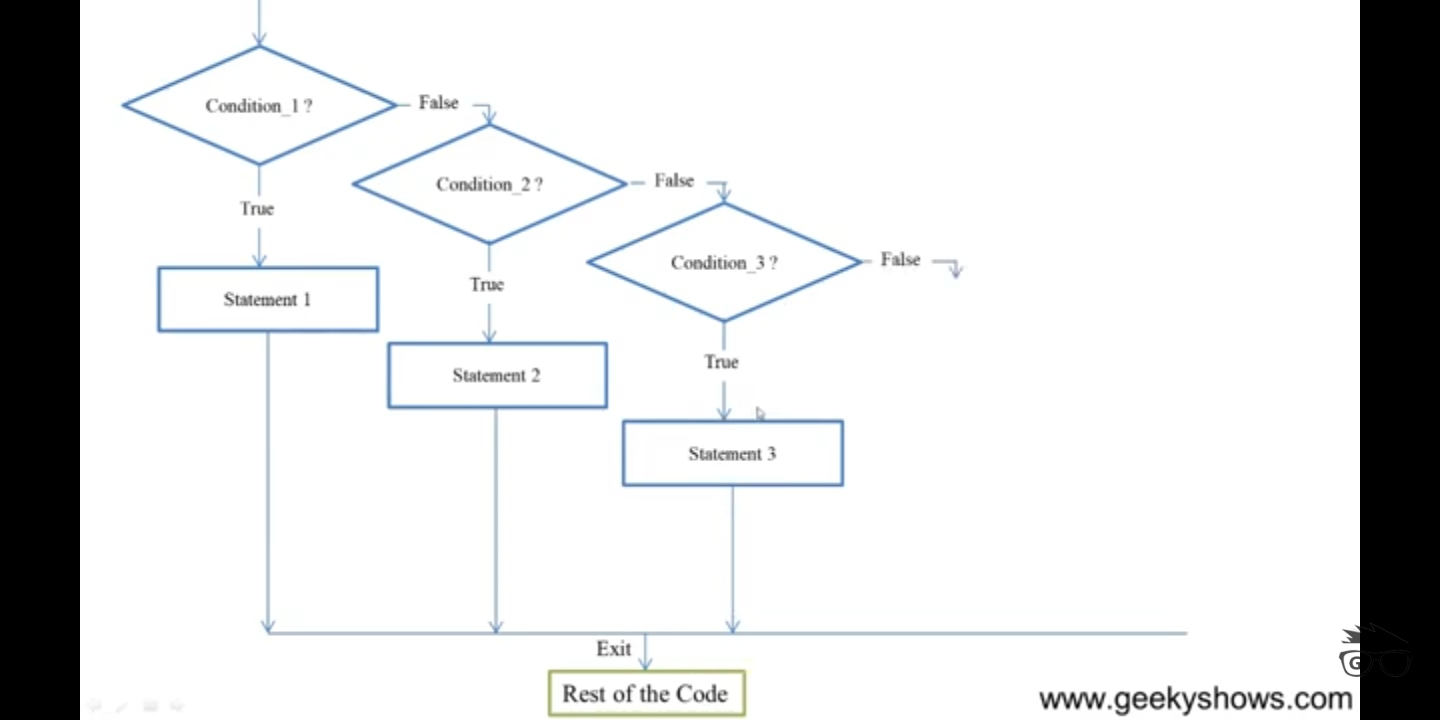 Condition_1 ?
False
Condition_2 ?
False
True
Condition_3 ?
False
Statement 1
True
Statement 2
True
Statement 3
Exit
Rest of the Code
www.geekyshows.com
G